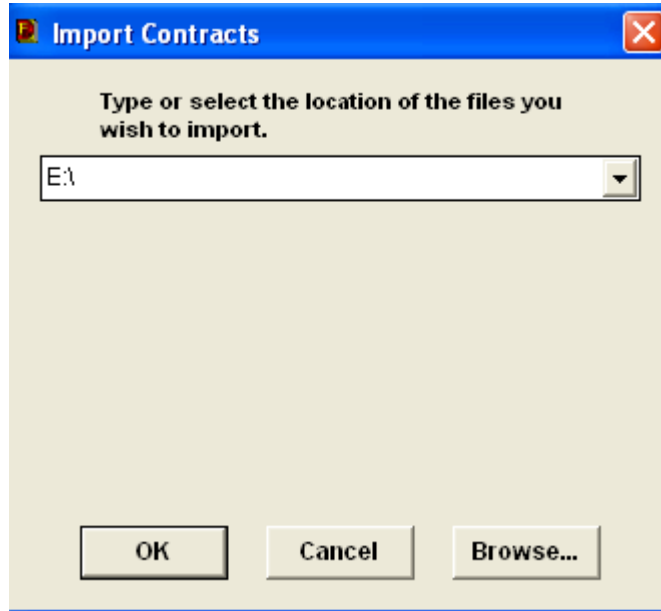 Import Contracts
Type or select the location of the files you
wish to import.
E:\
OK
Cancel
Browse...